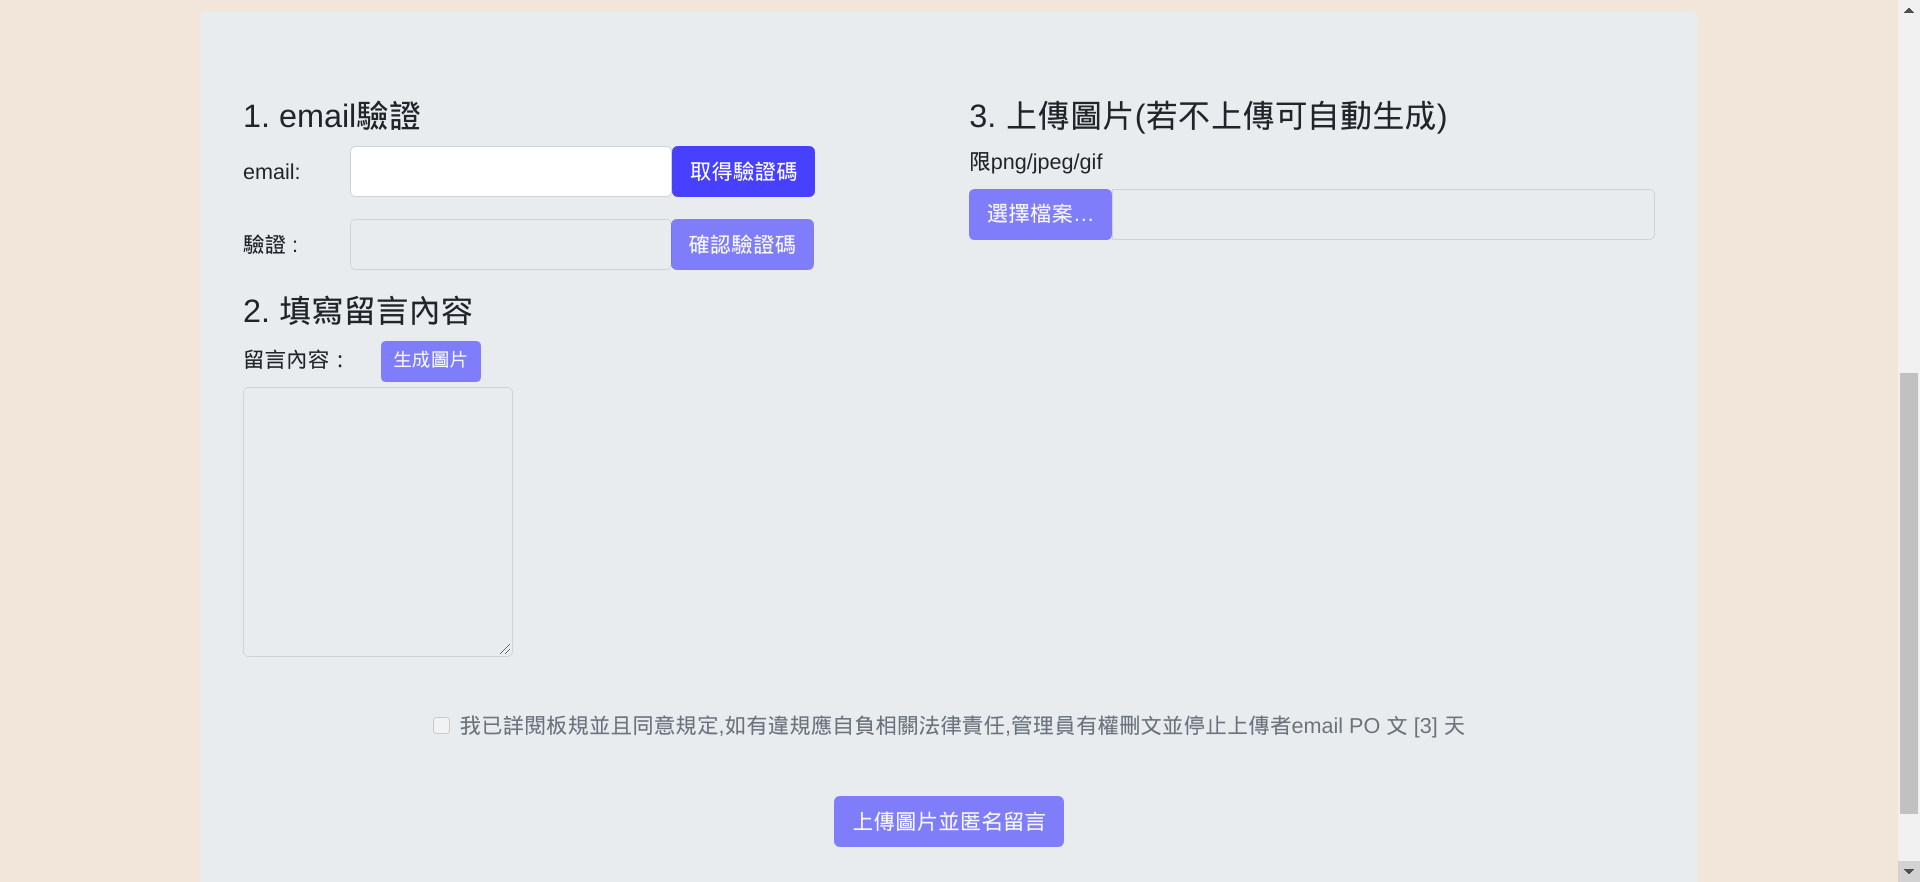 1. email驗證
email:
取得驗證碼
驗證 :
確認驗證碼
2. 填寫留言內容
留言內容：
生成圖片
3. 上傳圖片(若不上傳可自動生成)
限png/jpeg/gif
選擇檔案...
我已詳閱板規並且同意規定,如有違規應自負相關法律責任,管理員有權刪文並停止上傳者email PO 文 [3] 天
上傳圖片並匿名留言